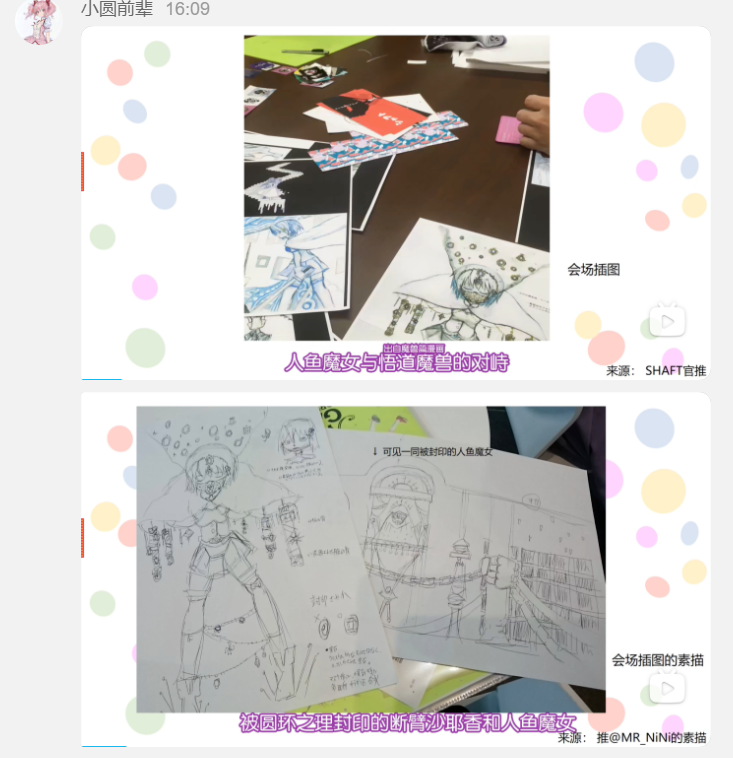 小圆前辈 16:09
会场插图
出自魔兽篇漫画
人鱼魔女与悟道魔兽的对峙
来源： SHAFT官推
↓ 可见一同被封印的人鱼魔女
会场插图的素描
被圆环之理封印的断臂沙耶香和人鱼魔女
来源： 推@MR_NiNi的素描